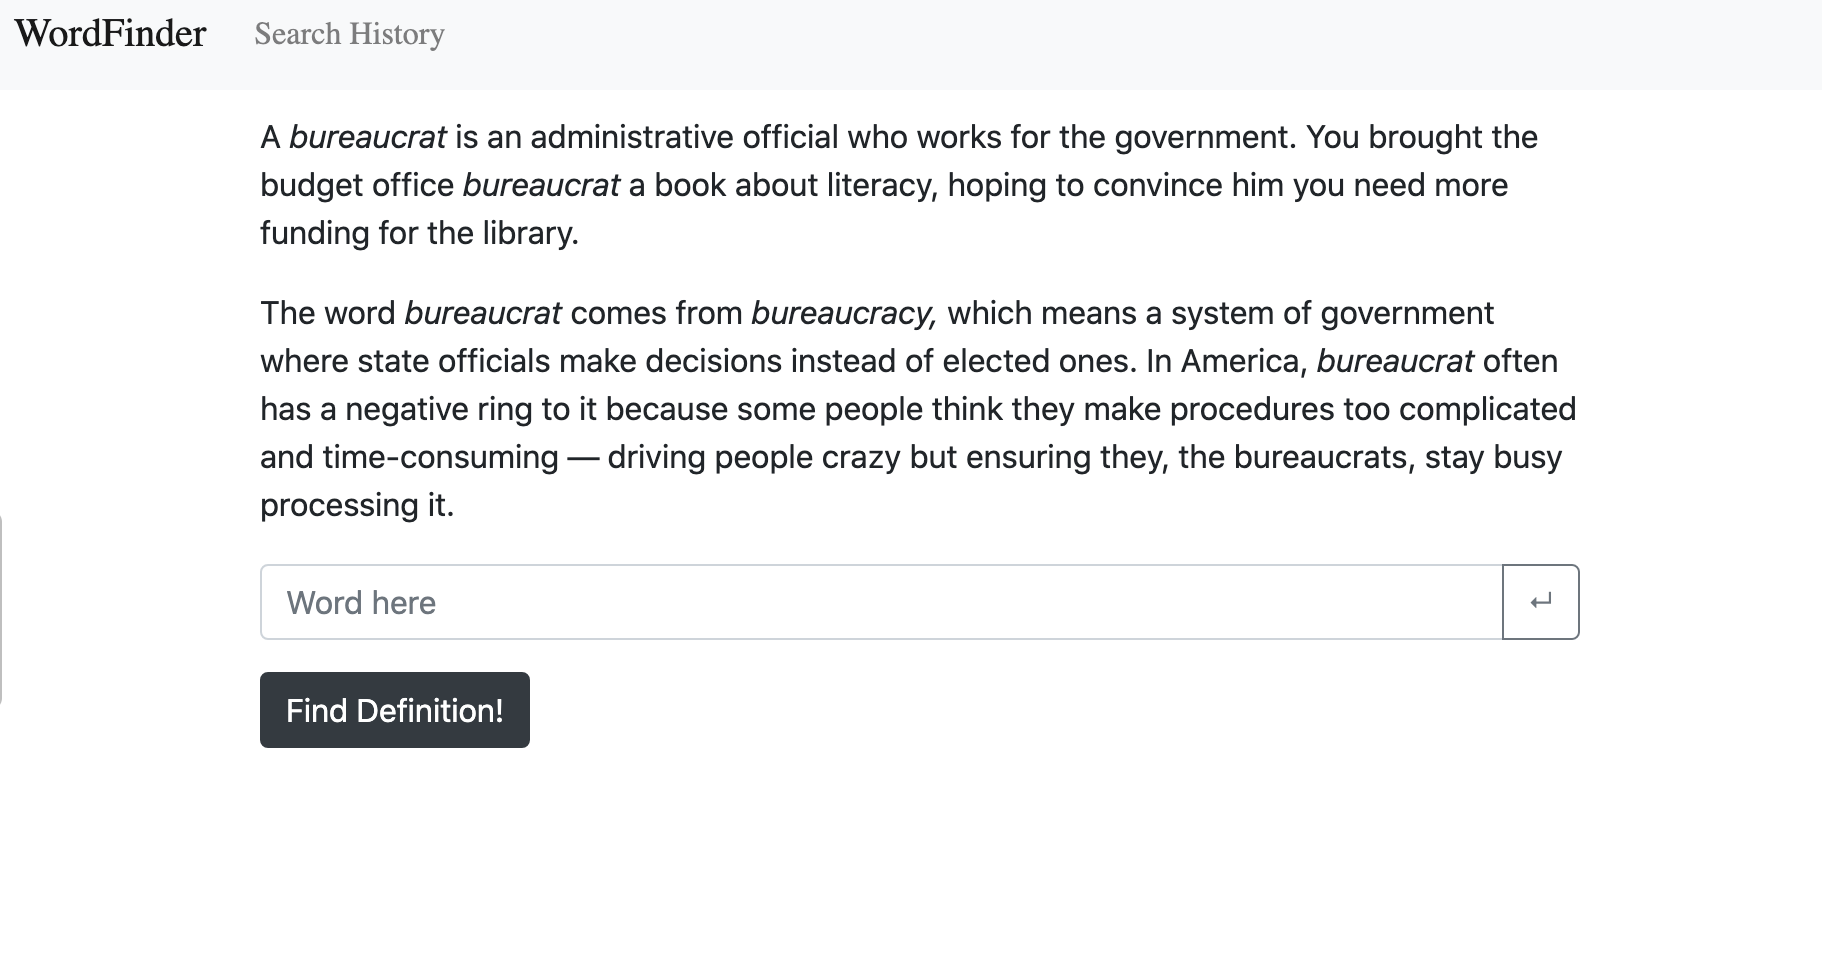 WordFinder Search History
A bureaucrat is an administrative official who works for the government. You brought the
budget office bureaucrat a book about literacy, hoping to convince him you need more
funding for the library.
The word bureaucrat comes from bureaucracy, which means a system of government
where state officials make decisions instead of elected ones. In America, bureaucrat often
has a negative ring to it because some people think they make procedures too complicated
and time-consuming — driving people crazy but ensuring they, the bureaucrats, stay busy
processing it.
Word here
Find Definition!